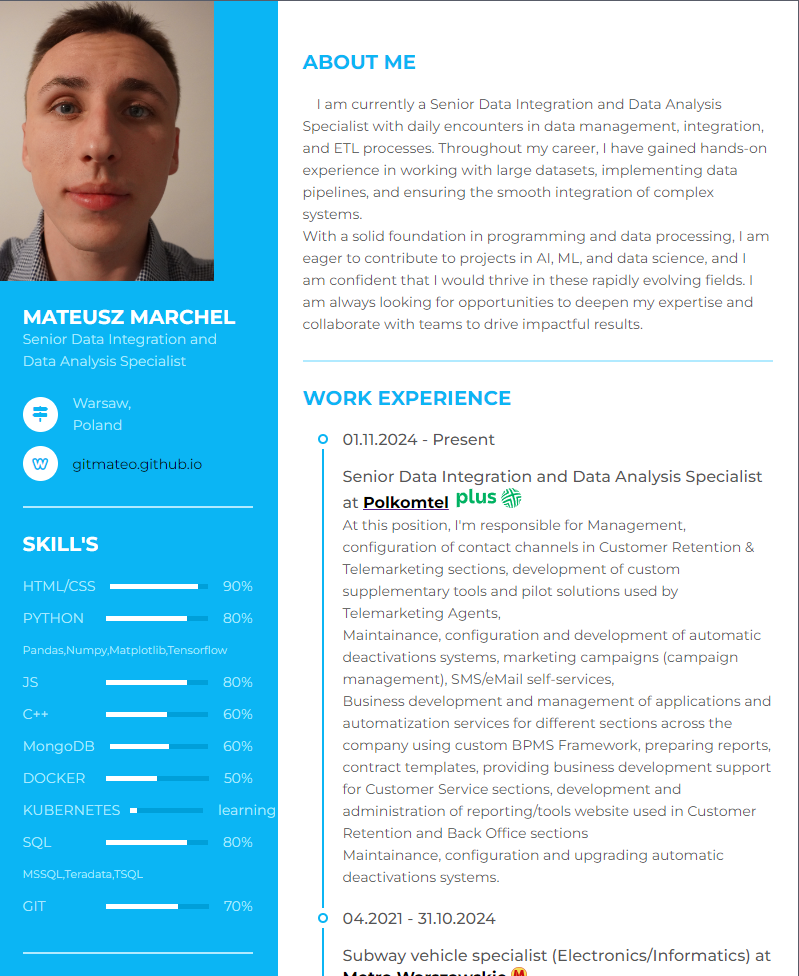 MATEUSZ MARCHEL
Senior Data Integration and
Data Analysis Specialist
Warsaw,
Poland
gitmateo.github.io
SKILL'S
HTML/CSS 90%
PYTHON 80%
Pandas,Numpy,Matplotlib,Tensorflow
JS 80%
C++ 60%
MongoDB 60%
DOCKER 50%
KUBERNETES learning
SQL 80%
MSSQL,Teradata,TSQL
GIT 70%
ABOUT ME
I am currently a Senior Data Integration and Data Analysis
Specialist with daily encounters in data management, integration,
and ETL processes. Throughout my career, I have gained hands-on
experience in working with large datasets, implementing data
pipelines, and ensuring the smooth integration of complex
systems.
With a solid foundation in programming and data processing, I am
eager to contribute to projects in AI, ML, and data science, and I
am confident that I would thrive in these rapidly evolving fields. I
am always looking for opportunities to deepen my expertise and
collaborate with teams to drive impactful results.
WORK EXPERIENCE
01.11.2024 - Present
Senior Data Integration and Data Analysis Specialist
at Polkomtel plus
At this position, I'm responsible for Management,
configuration of contact channels in Customer Retention &
Telemarketing sections, development of custom
supplementary tools and pilot solutions used by
Telemarketing Agents,
Maintainance, configuration and development of automatic
deactivations systems, marketing campaigns (campaign
management), SMS/eMail self-services,
Business development and management of applications and
automatization services for different sections across the
company using custom BPMS Framework, preparing reports,
contract templates, providing business development support
for Customer Service sections, development and
administration of reporting/tools website used in Customer
Retention and Back Office sections
Maintainance, configuration and upgrading automatic
deactivations systems.
04.2021 - 31.10.2024
Subway vehicle specialist (Electronics/Informatics) at
Metro Warszawskie